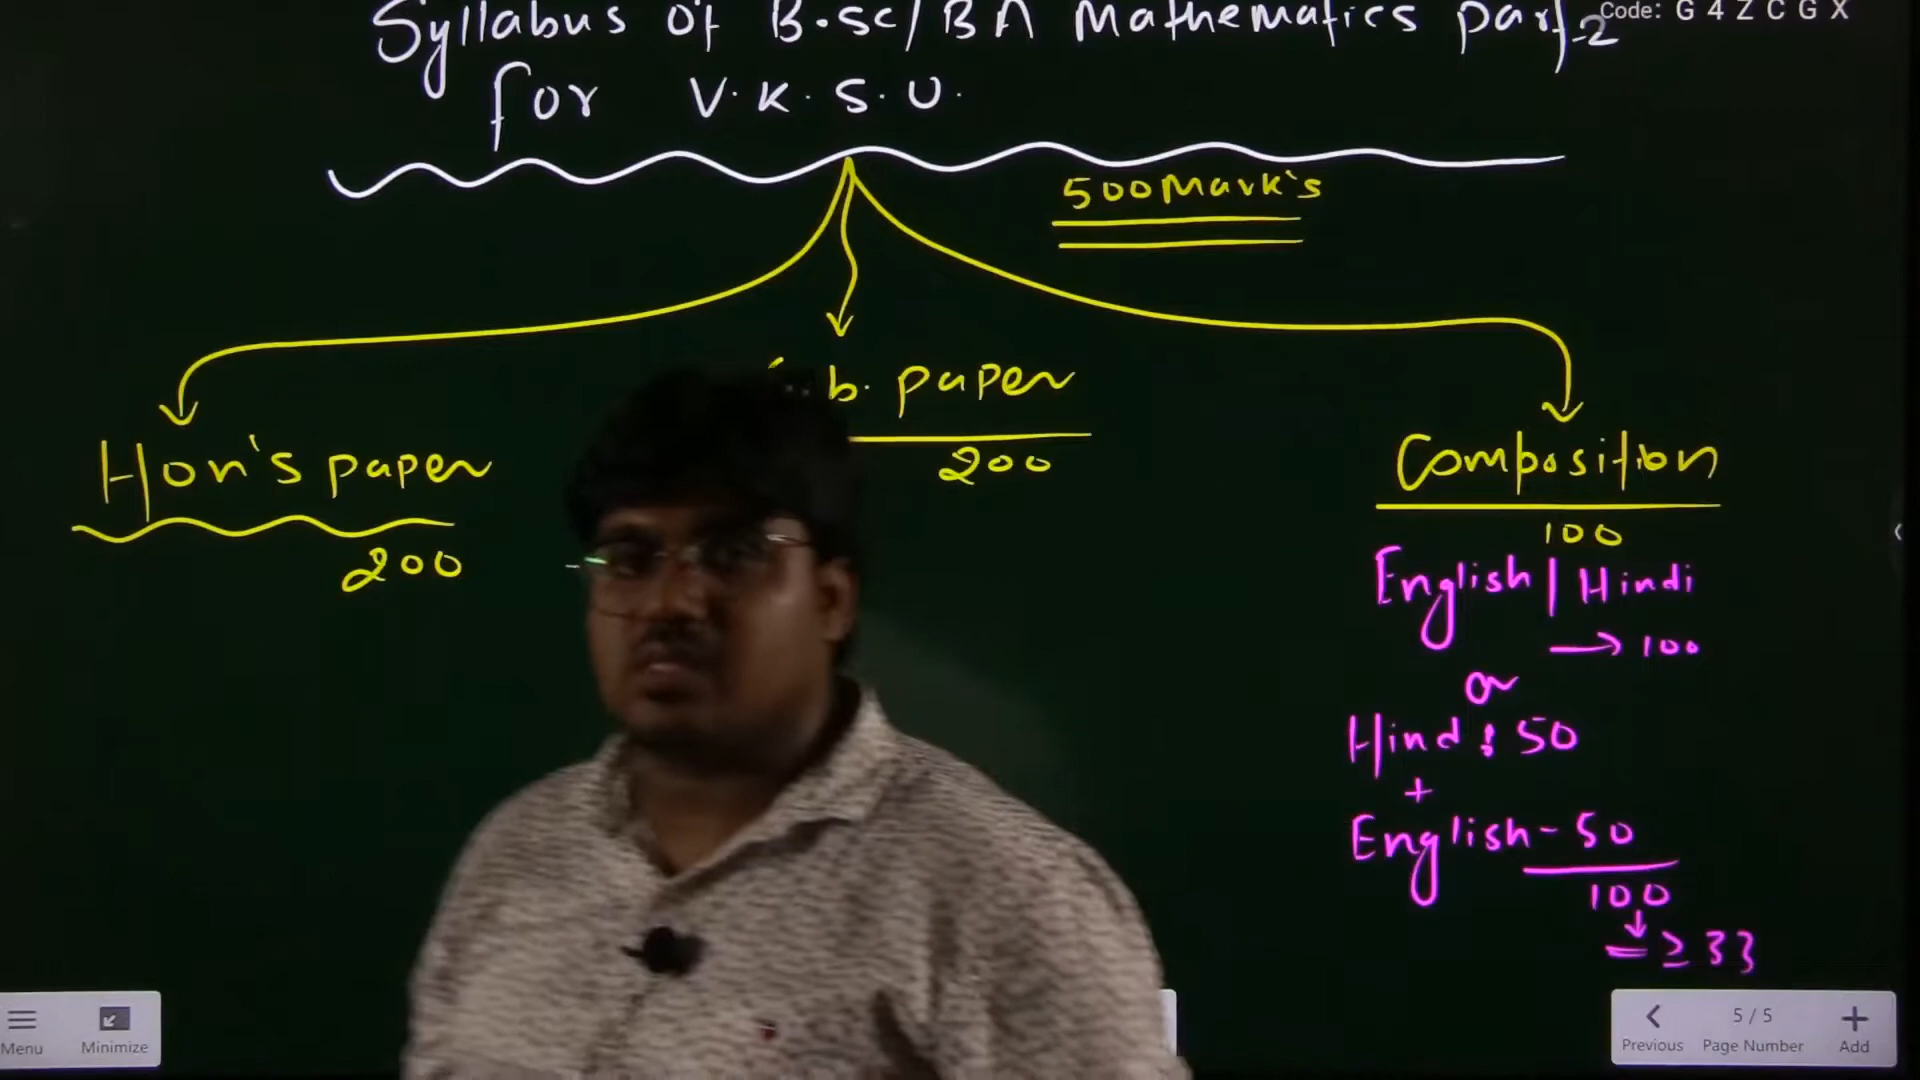 Syllabus of B.Sc/BA Mathematics part-2
Code: G4ZCGX
for V.K.S.U.
500 Mark's
b. paper
200
Hon's paper
200
Composition
100
English | Hindi
→ 100
or
Hindi 50
+
English - 50
100
↓
= ≥ 33
Menu
Minimize
5 / 5
Previous
Page Number
Add